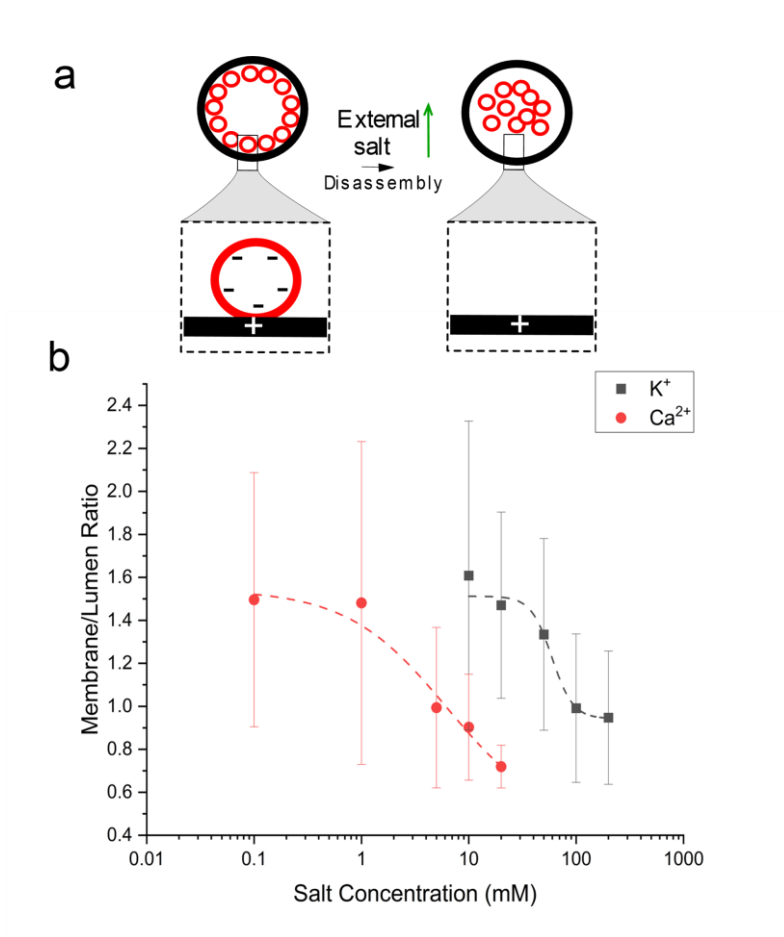 a
External
salt
Disassembly
- - - - -
+
+
b
K⁺
Ca²⁺
Membrane/Lumen Ratio
2.4
2.2
2.0
1.8
1.6
1.4
1.2
1.0
0.8
0.6
0.4
0.01 0.1 1 10 100 1000
Salt Concentration (mM)